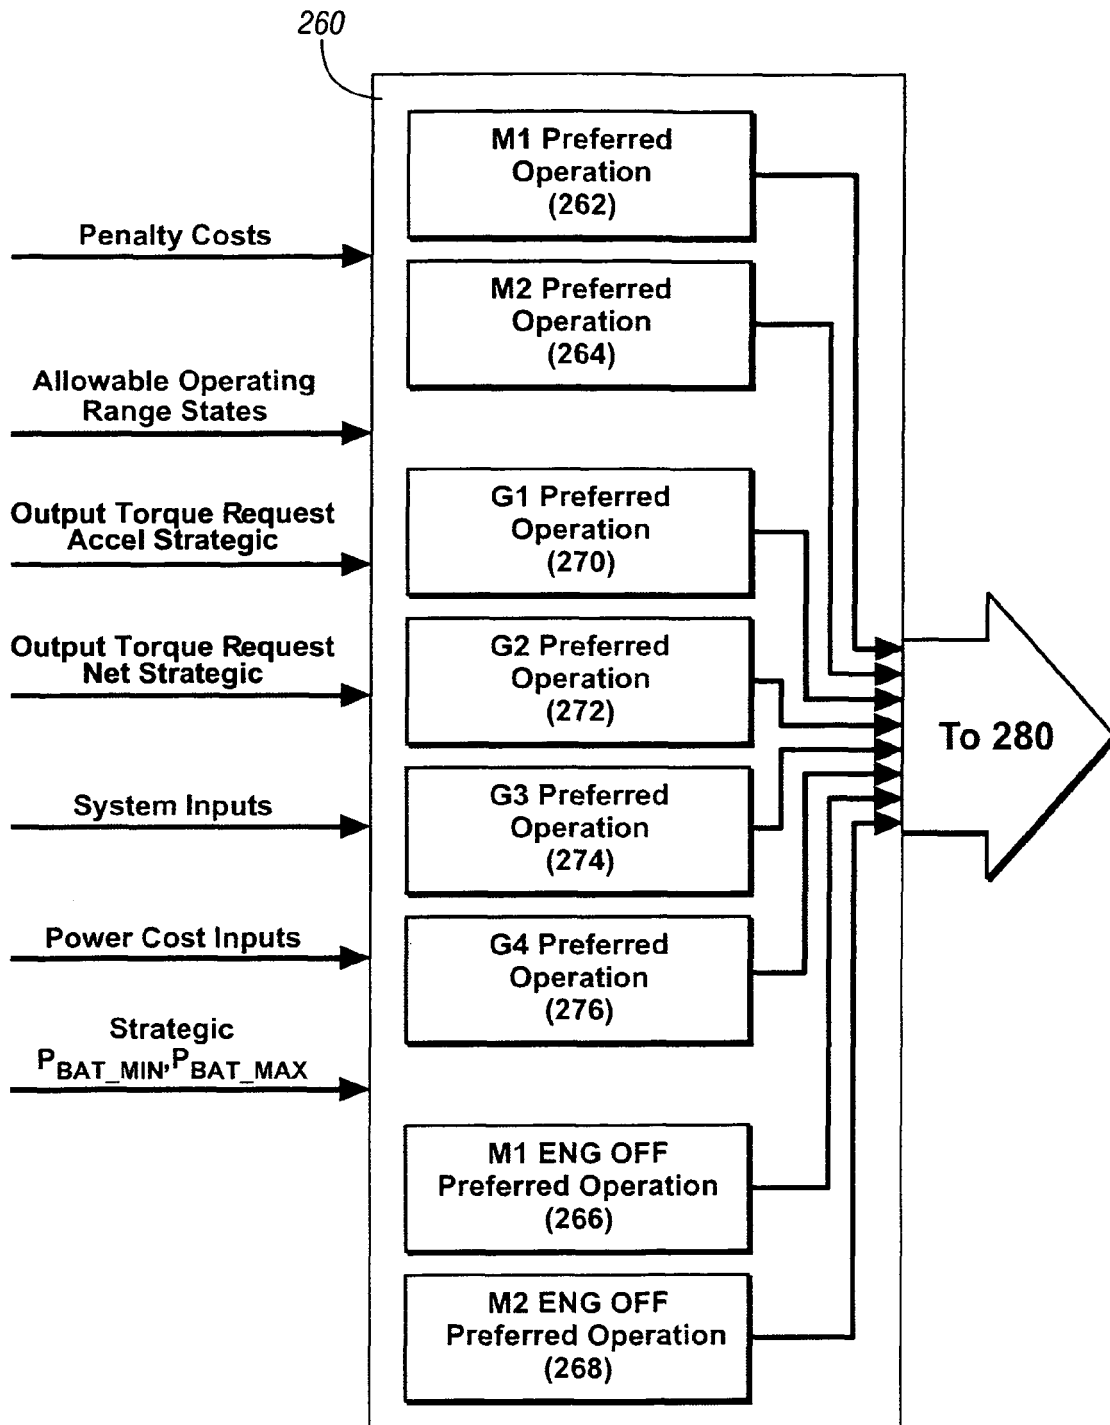 260
M1 Preferred
Operation
(262)
Penalty Costs
M2 Preferred
Operation
(264)
Allowable Operating
Range States
G1 Preferred
Operation
(270)
Output Torque Request
Accel Strategic
G2 Preferred
Operation
(272)
Output Torque Request
Net Strategic
To 280
G3 Preferred
Operation
(274)
System Inputs
G4 Preferred
Operation
(276)
Power Cost Inputs
Strategic
PBAT_MIN,PBAT_MAX
M1 ENG OFF
Preferred Operation
(266)
M2 ENG OFF
Preferred Operation
(268)